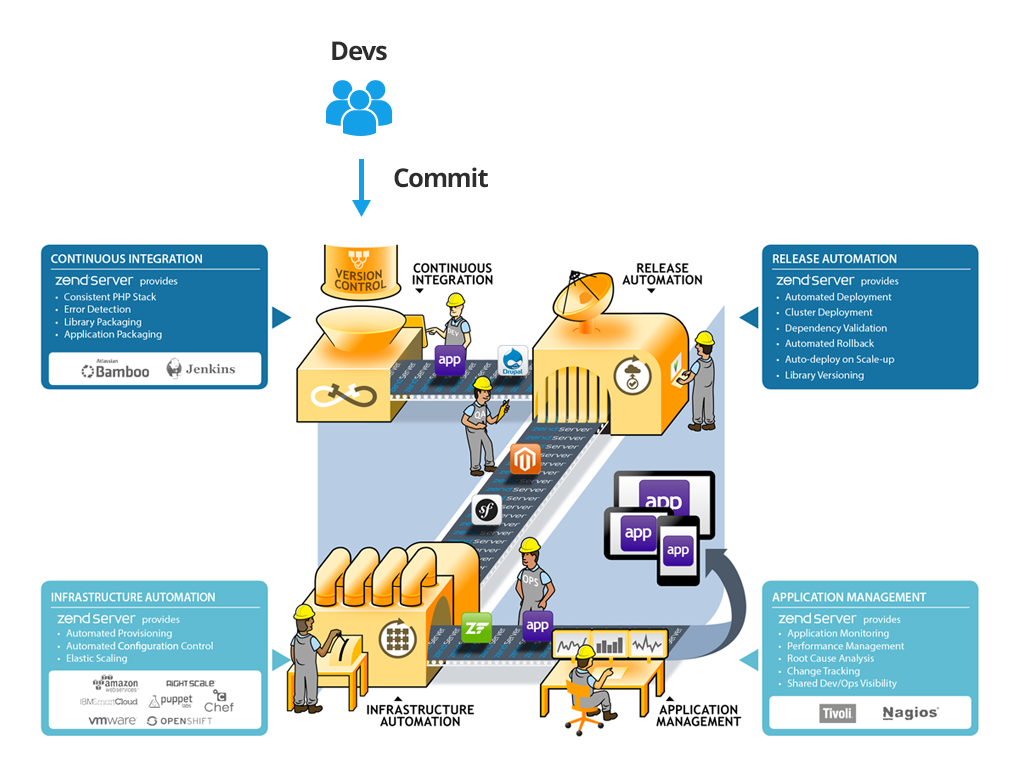 Devs
Commit
CONTINUOUS INTEGRATION
zend Server provides
• Consistent PHP Stack
• Error Detection
• Library Packaging
• Application Packaging
Atlassian
Bamboo
Jenkins
VERSION
CONTROL
CONTINUOUS
INTEGRATION
DEV
app
Drupal
QA
RELEASE
AUTOMATION
RELEASE AUTOMATION
zend Server provides
• Automated Deployment
• Cluster Deployment
• Dependency Validation
• Automated Rollback
• Auto-deploy on Scale-up
• Library Versioning
zend Server
sf
app
app
app
OPS
ZF
app
INFRASTRUCTURE AUTOMATION
zend Server provides
• Automated Provisioning
• Automated Configuration Control
• Elastic Scaling
amazon
webservices
RIGHTSCALE
IBM SmartCloud
puppet
labs
Chef
vmware
OPENSHIFT
INFRASTRUCTURE
AUTOMATION
APPLICATION
MANAGEMENT
APPLICATION MANAGEMENT
zend Server provides
• Application Monitoring
• Performance Management
• Root Cause Analysis
• Change Tracking
• Shared Dev/Ops Visibility
Tivoli
Nagios